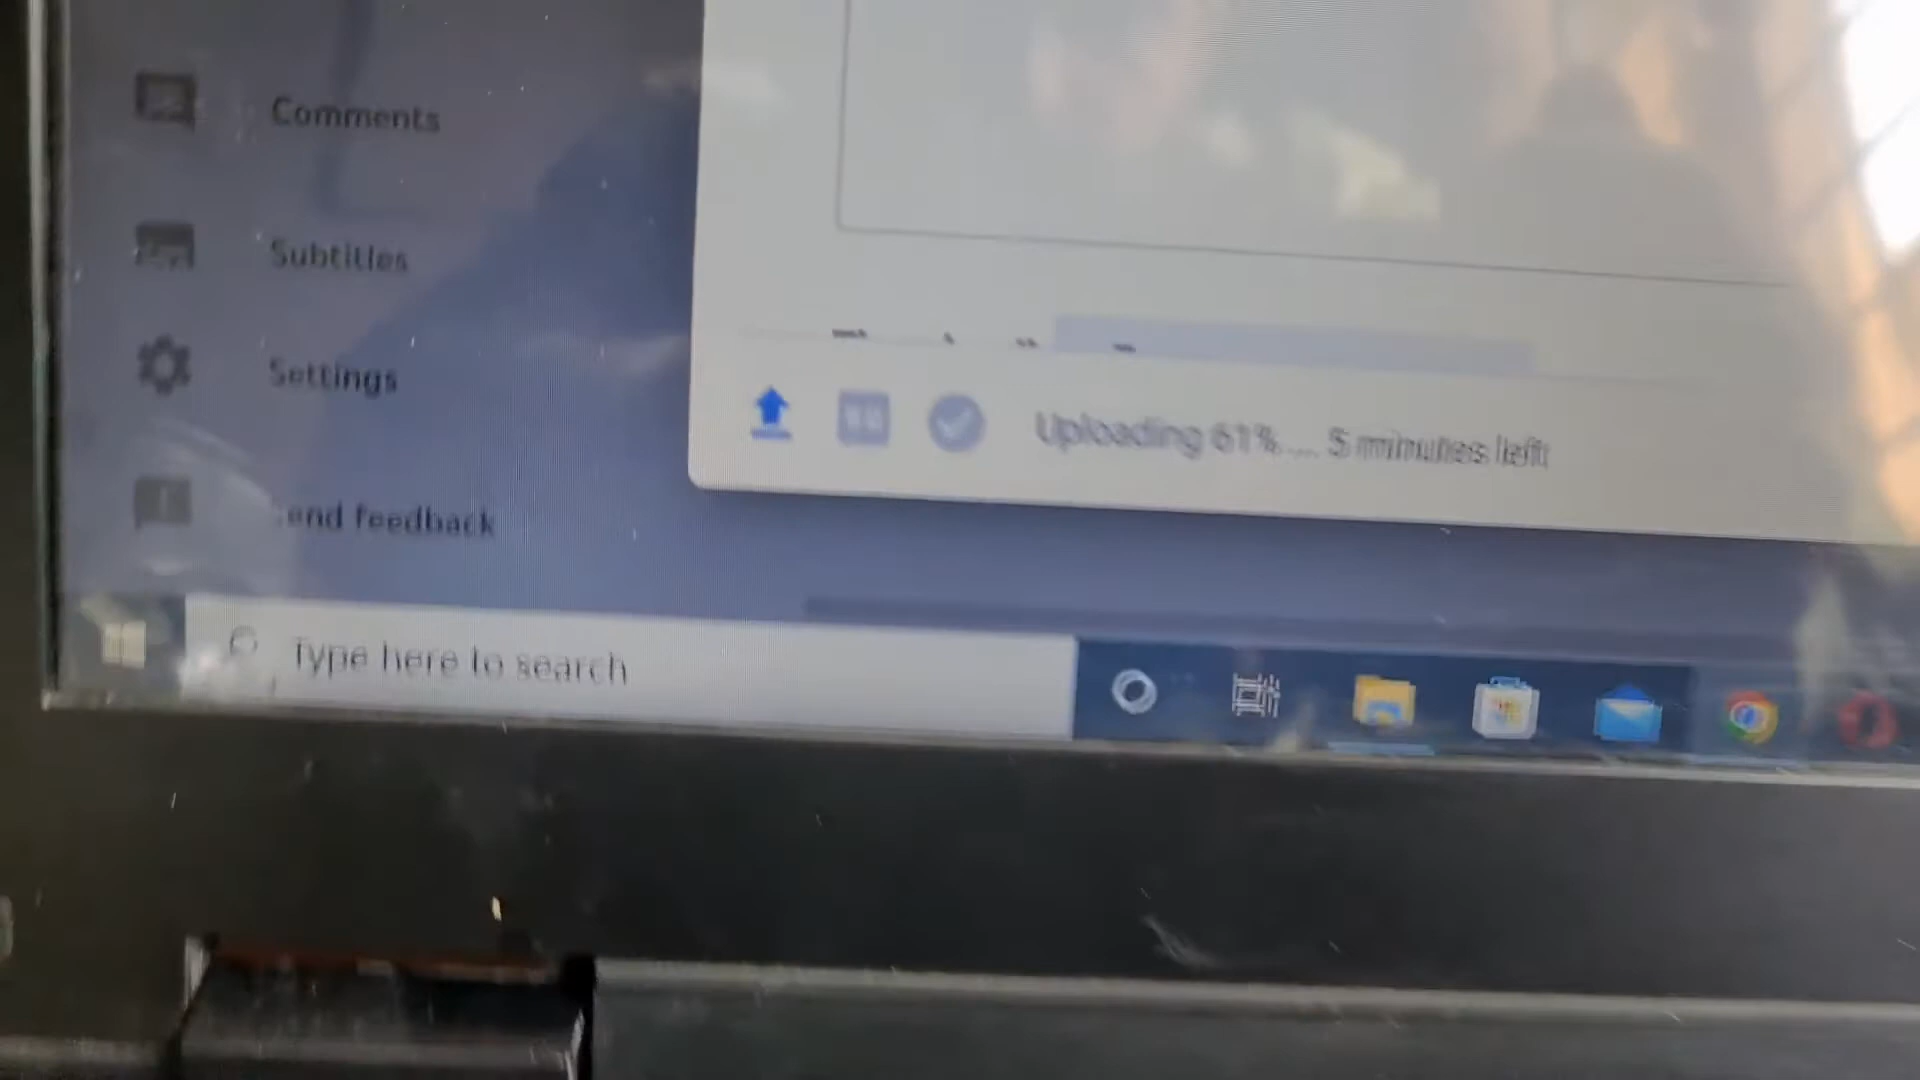 Comments
Subtitles
Settings
end feedback
Uploading 61% ... 5 minutes left
Type here to search